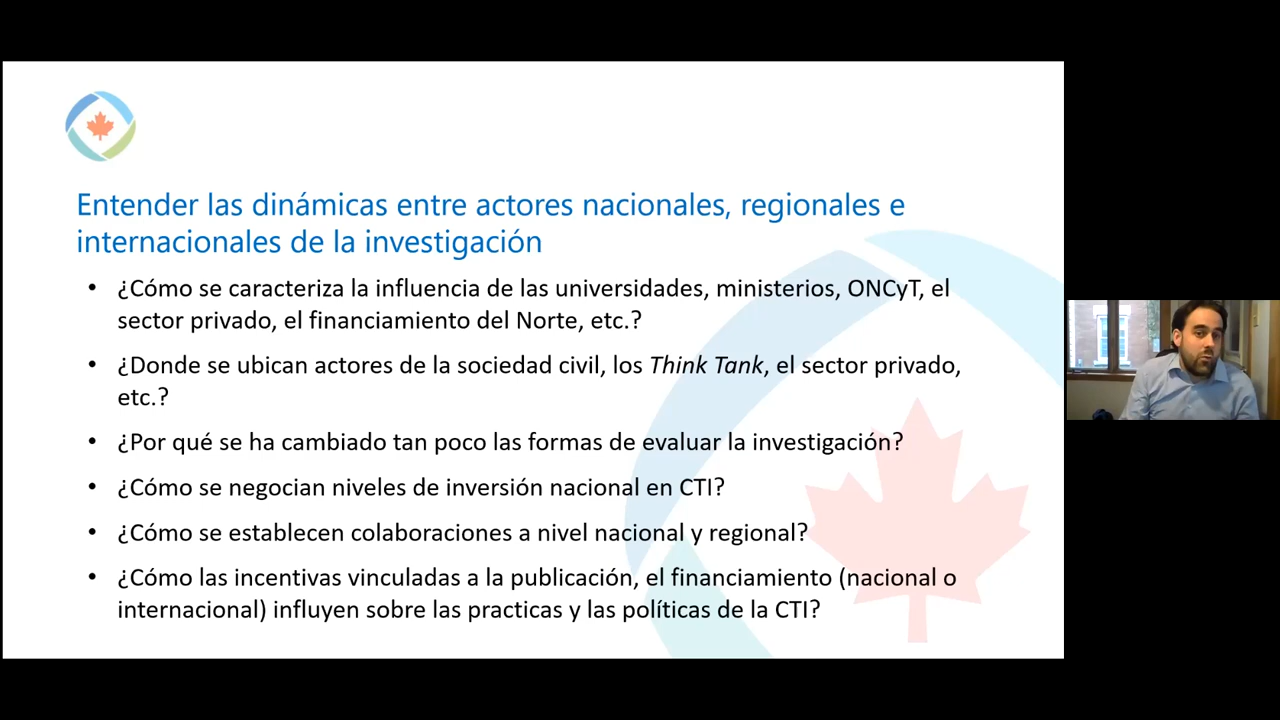 Entender las dinámicas entre actores nacionales, regionales e
internacionales de la investigación
• ¿Cómo se caracteriza la influencia de las universidades, ministerios, ONCyT, el
sector privado, el financiamiento del Norte, etc.?
• ¿Donde se ubican actores de la sociedad civil, los Think Tank, el sector privado,
etc.?
• ¿Por qué se ha cambiado tan poco las formas de evaluar la investigación?
• ¿Cómo se negocian niveles de inversión nacional en CTI?
• ¿Cómo se establecen colaboraciones a nivel nacional y regional?
• ¿Cómo las incentivas vinculadas a la publicación, el financiamiento (nacional o
internacional) influyen sobre las practicas y las políticas de la CTI?